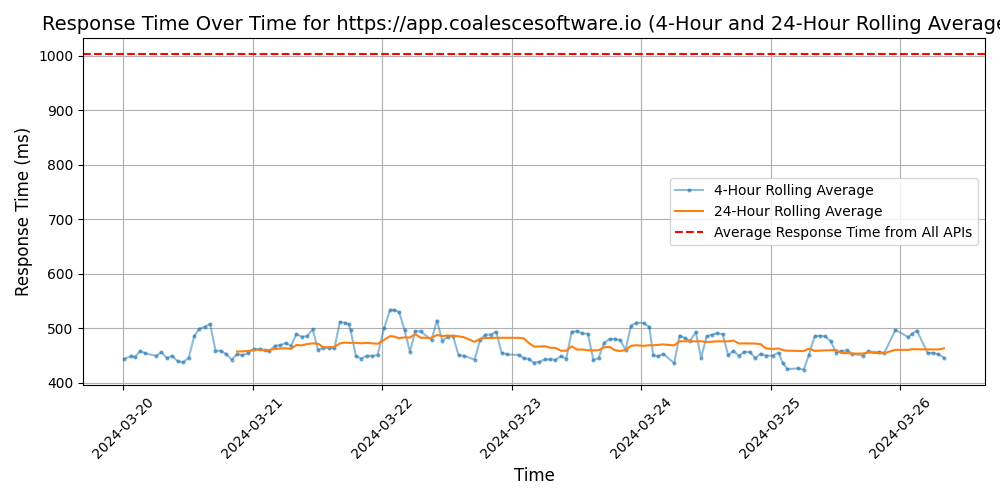 Response Time Over Time for https://app.coalescesoftware.io (4-Hour and 24-Hour Rolling Average
Response Time (ms)
1000
900
800
700
600
500
400
4-Hour Rolling Average
24-Hour Rolling Average
Average Response Time from All APIs
2024-03-20
2024-03-21
2024-03-22
2024-03-23
2024-03-24
2024-03-25
2024-03-26
Time